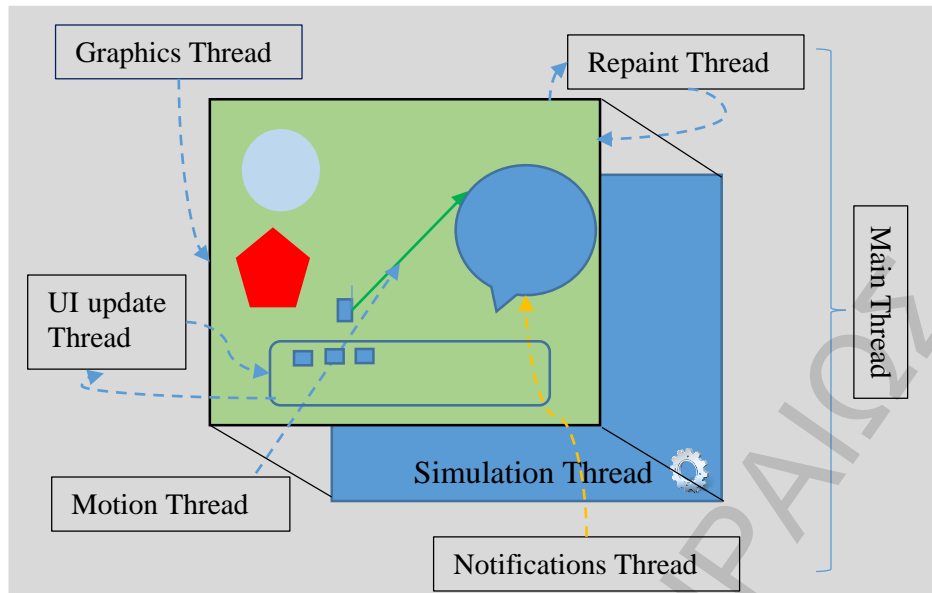 Graphics Thread
Repaint Thread
Main Thread
UI update
Thread
Simulation Thread
Motion Thread
Notifications Thread